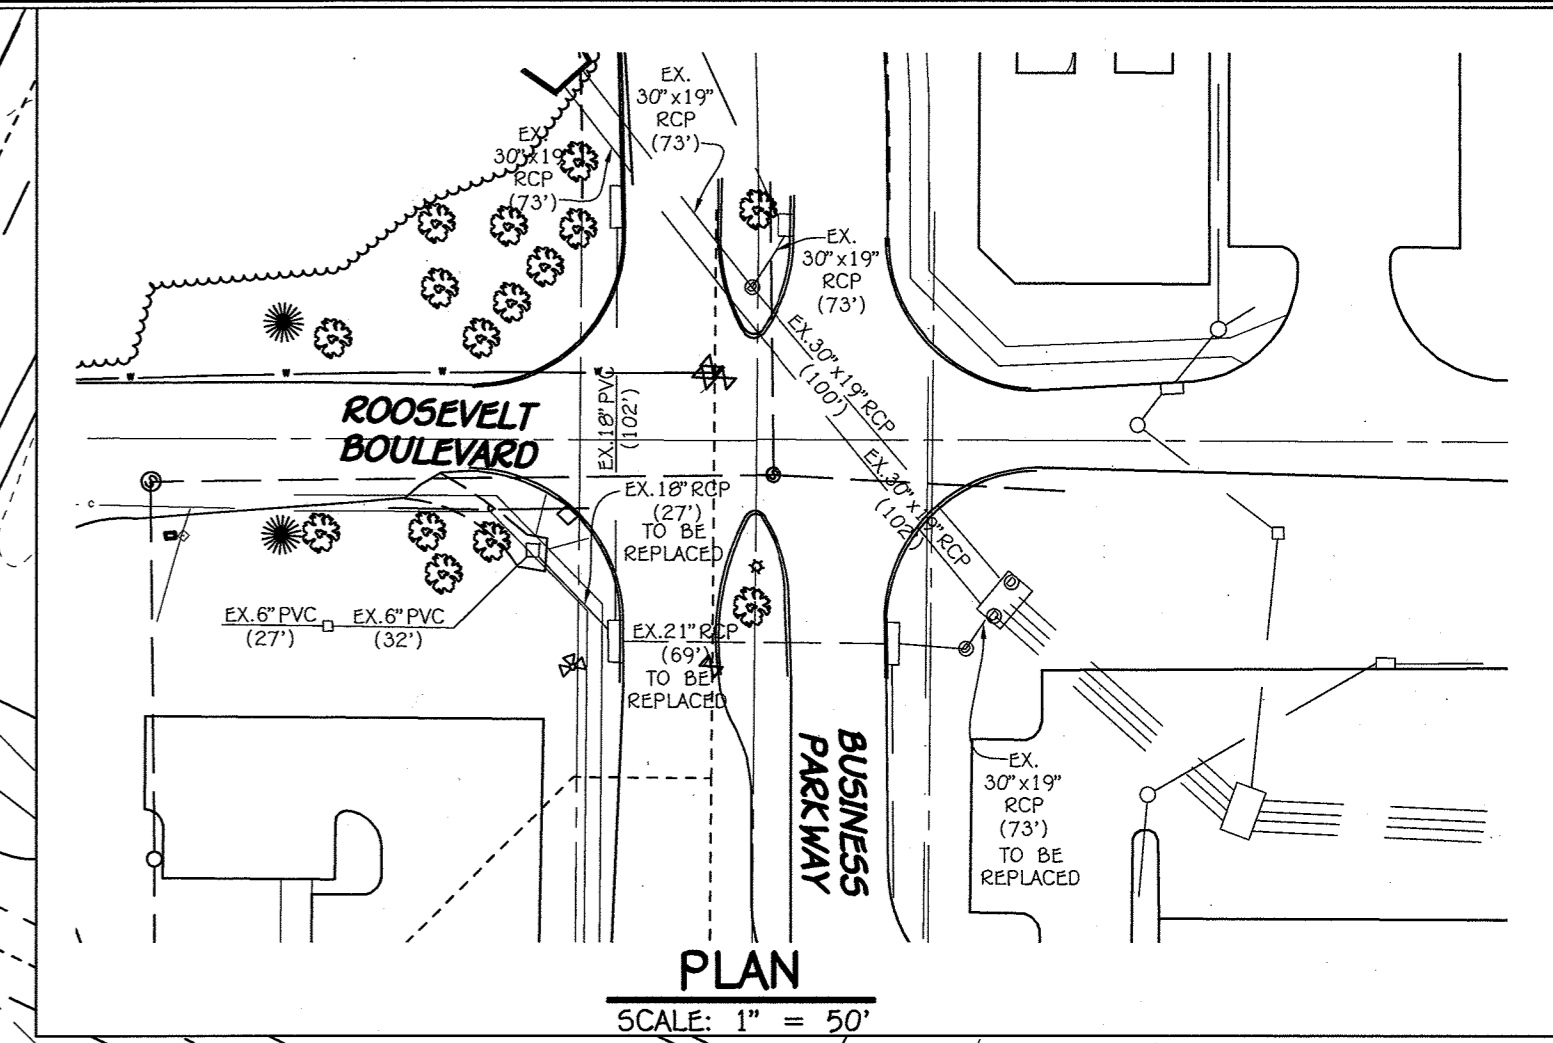 EX.
30"x19"
RCP
(73')
EX.
30"x19
RCP
(73')
EX.
30"x19"
RCP
(73')
EX.30"x19" RCP
(100')
EX.30"x19" RCP
(102')
w w w w
EX.18" PVC
(102')
ROOSEVELT
BOULEVARD
EX.18" RCP
(27')
TO BE
REPLACED
C
EX.6" PVC
(27')
EX.6" PVC
(32')
EX.21" RCP
(69')
TO BE
REPLACED
BUSINESS
PARKWAY
EX.
30"x19"
RCP
(73')
TO BE
REPLACED
PLAN
SCALE: 1" = 50'